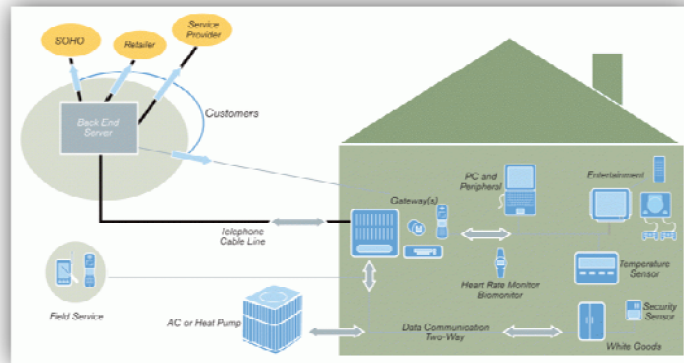 SOHO
Retailer
Service
Provider
Back End
Server
Customers
Telephone
Cable Line
Gateway(s)
PC and
Peripheral
Entertainment
Heart Rate Monitor
Biomonitor
Temperature
Sensor
Field Service
AC or Heat Pump
Data Communication
Two-Way
Security
Sensor
White Goods